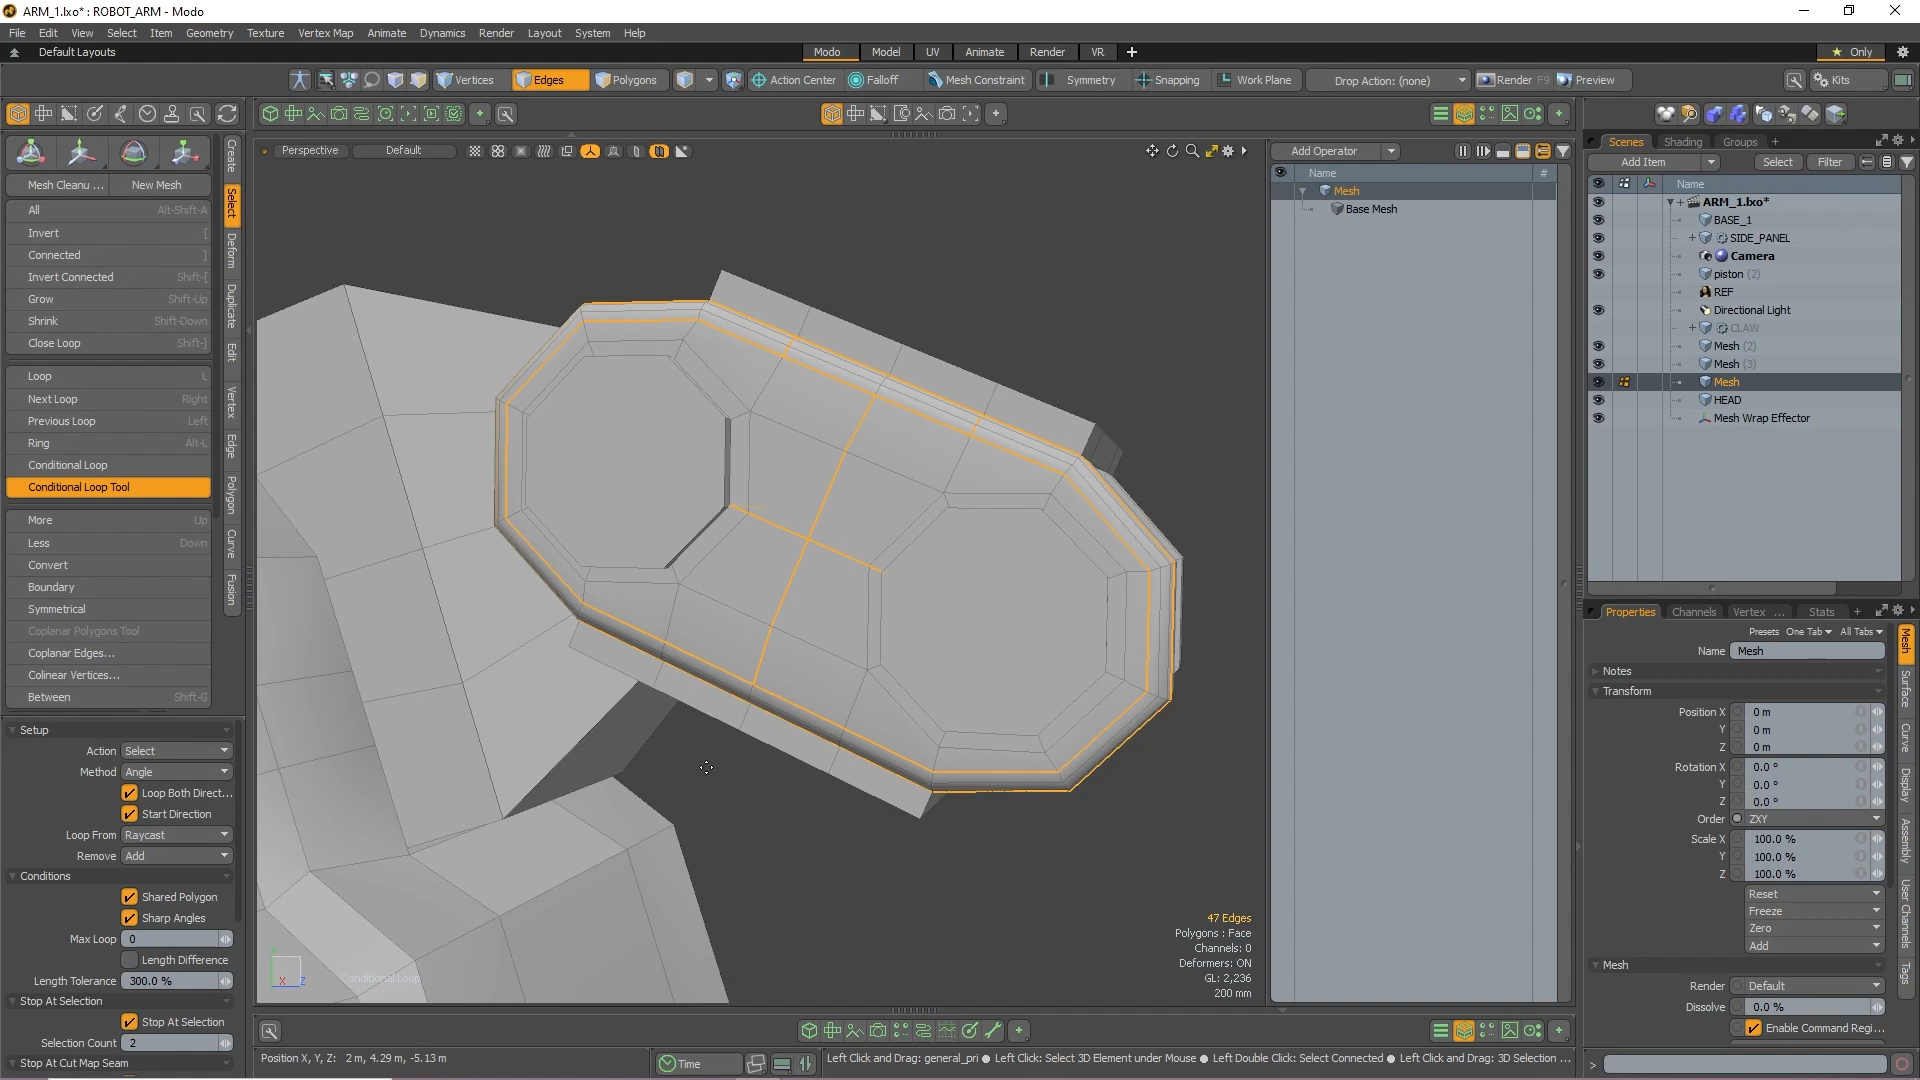 ARM_1.lxo* : ROBOT_ARM - Modo
File Edit View Select Item Geometry Texture Vertex Map Animate Dynamics Render Layout System Help
Default Layouts
Modo Model UV Animate Render VR
Only
Vertices Edges Polygons Action Center Falloff Mesh Constraint Symmetry Snapping Work Plane Drop Action: (none) Render F9 Preview Kits
Mesh Cleanu ... New Mesh
All Alt-Shift-A
Invert [
Connected ]
Invert Connected Shift-[
Grow Shift-Up
Shrink Shift-Down
Close Loop Shift-]
Loop L
Next Loop Right
Previous Loop Left
Ring Alt-L
Conditional Loop
Conditional Loop Tool
More Up
Less Down
Convert
Boundary
Symmetrical
Coplanar Polygons Tool
Coplanar Edges...
Colinear Vertices...
Between Shift-G
Create
Select
Deform
Duplicate
Edit
Vertex
Edge
Polygon
Curve
Fusion
Setup
Action Select
Method Angle
Loop Both Direct...
Start Direction
Loop From Raycast
Remove Add
Conditions
Shared Polygon
Sharp Angles
Max Loop 0
Length Difference
Length Tolerance 300.0 %
Stop At Selection
Stop At Selection
Selection Count 2
Stop At Cut Map Seam
Perspective Default
Conditional Loop
X Z
47 Edges
Polygons : Face
Channels: 0
Deformers: ON
GL: 2,236
200 mm
Position X, Y, Z: 2 m, 4.29 m, -5.13 m
Time
Left Click and Drag: general_pri ● Left Click: Select 3D Element under Mouse ● Left Double Click: Select Connected ● Left Click and Drag: 3D Selection ...
Add Operator
Name #
Mesh
Base Mesh
Scenes Shading Groups +
Add Item Select Filter
Name
ARM_1.lxo*
BASE_1
SIDE_PANEL
Camera
piston (2)
REF
Directional Light
CLAW
Mesh (2)
Mesh (3)
Mesh
HEAD
Mesh Wrap Effector
Properties Channels Vertex ... Stats +
Presets One Tab All Tabs
Name Mesh
Notes
Transform
Position X 0 m
Y 0 m
Z 0 m
Rotation X 0.0 °
Y 0.0 °
Z 0.0 °
Order ZXY
Scale X 100.0 %
Y 100.0 %
Z 100.0 %
Reset
Freeze
Zero
Add
Mesh
Render Default
Dissolve 0.0 %
Enable Command Regi...
Mesh
Surface
Curve
Display
Assembly
User Channels
Tags
>